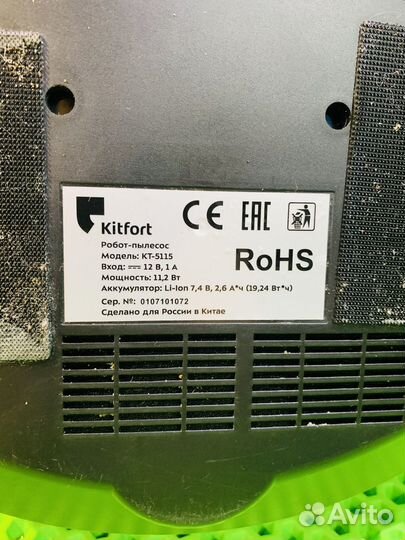 Kitfort
CE EAC
Робот-пылесос
Модель: KT-5115
Вход: 12 В, 1 А
Мощность: 11,2 Вт
RoHS
Аккумулятор: Li-Ion 7,4 В, 2,6 А*ч (19,24 Вт*ч)
Сер. №: 0107101072
Сделано для России в Китае
Avito